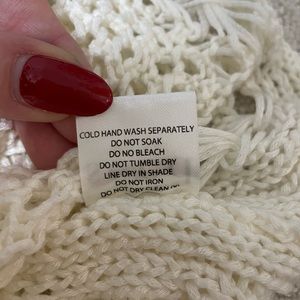 COLD HAND WASH SEPARATELY
DO NOT SOAK
DO NO BLEACH
DO NOT TUMBLE DRY
LINE DRY IN SHADE
DO NOT IRON
DO NOT DRY CLEAN